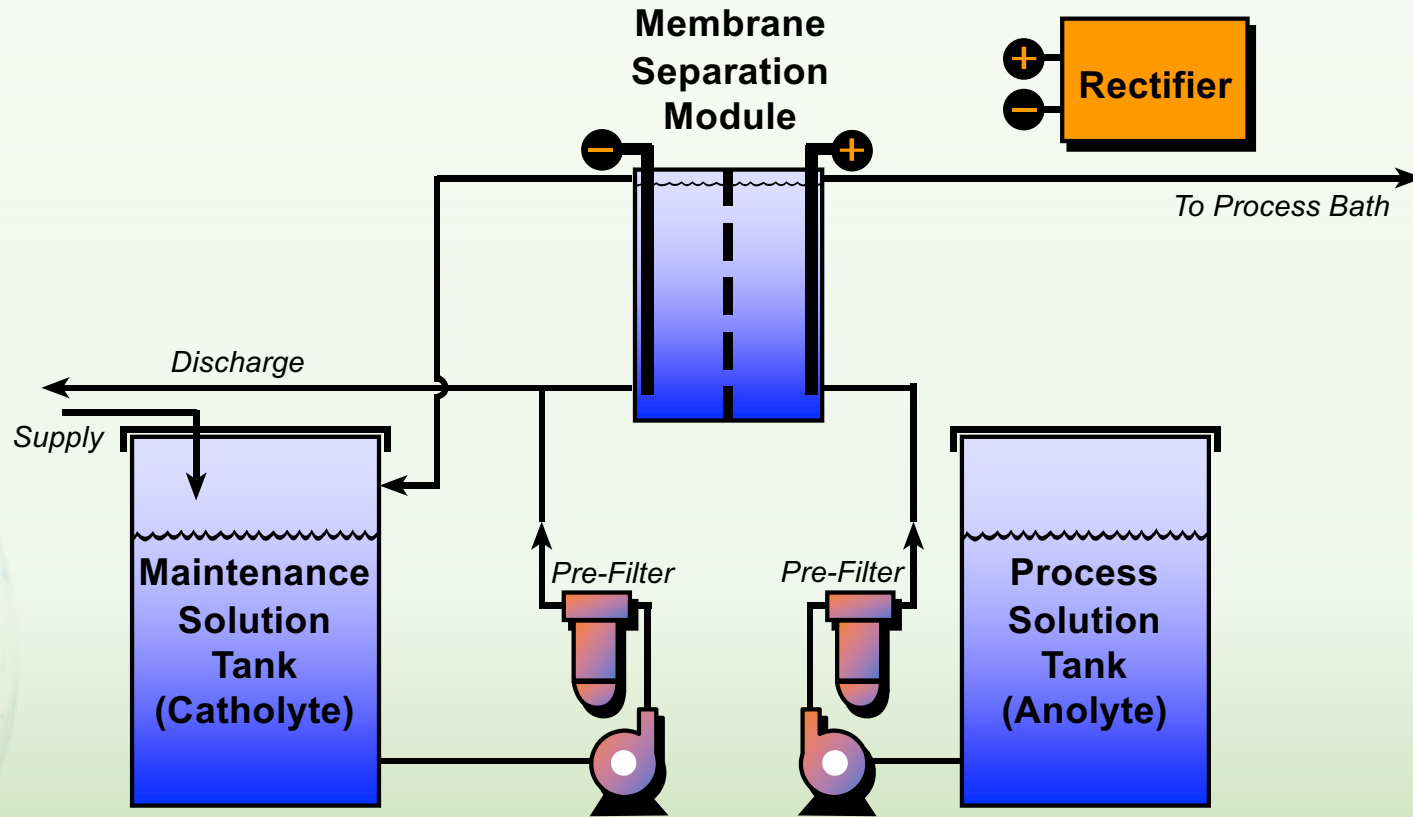 Membrane
Separation
Module
+
−
Rectifier
−
+
To Process Bath
Discharge
Supply
Maintenance
Solution
Tank
(Catholyte)
Pre-Filter
Pre-Filter
Process
Solution
Tank
(Anolyte)